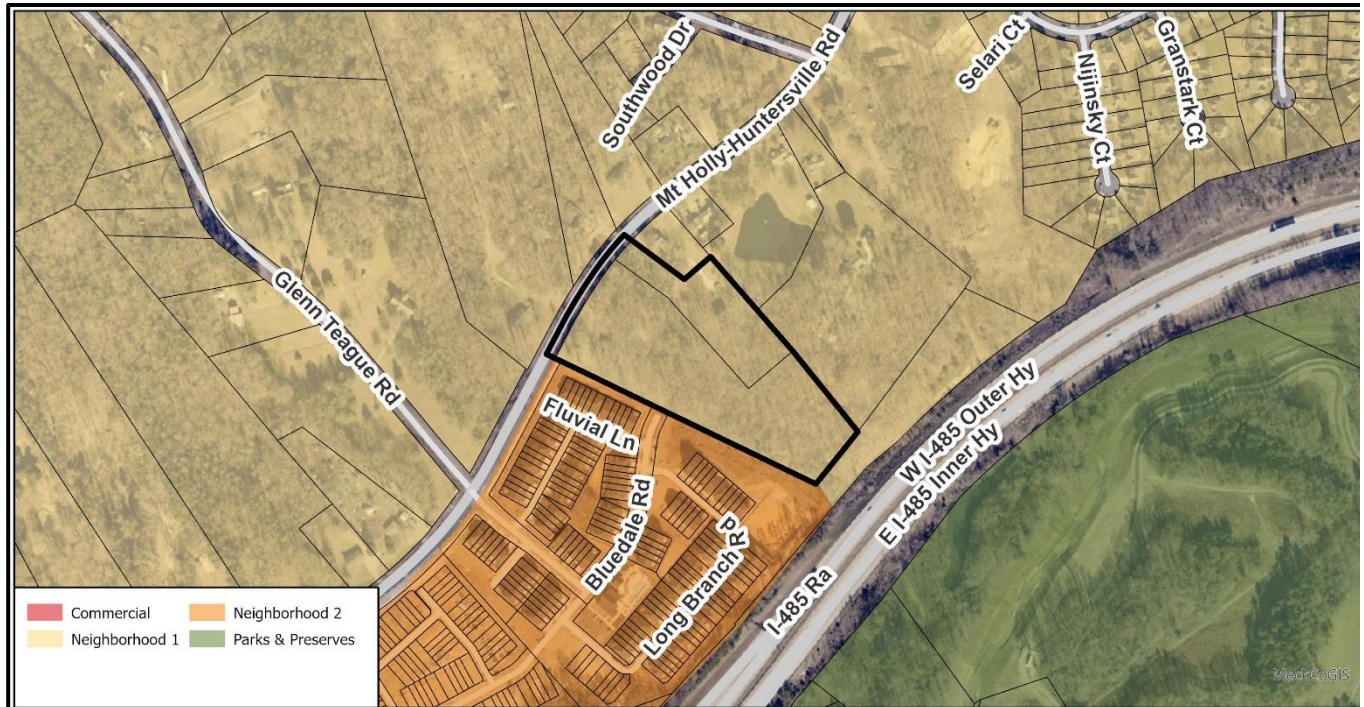 Southwood Dr
Mt Holly-Huntersville Rd
Selari Ct
Nijinsky Ct
Granstark Ct
Glenn Teague Rd
Fluvial Ln
Bluedale Rd
Long Branch Rd
W I-485 Outer Hy
E I-485 Inner Hy
I-485 Ra
Commercial
Neighborhood 2
Neighborhood 1
Parks & Preserves
MeckCoGIS